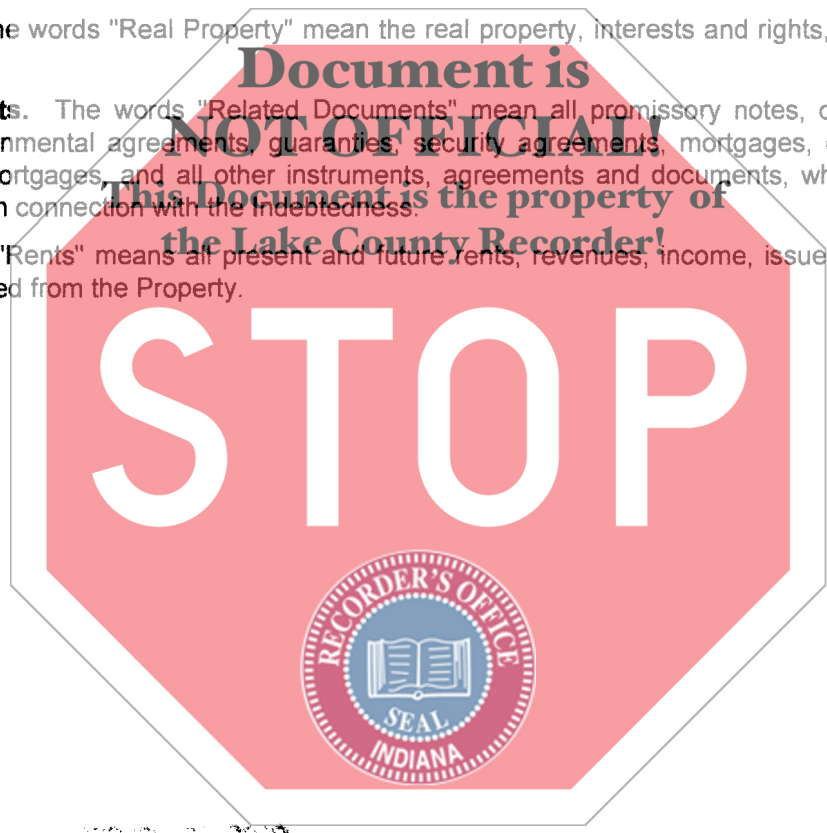 e words "Real Property" mean the real property, interests and rights,
Document is
ts. The words "Related Documents" mean all promissory notes,
NOT OFFICIAL!
nmental agreements, guaranties, security agreements, mortgages,
ortgages, and all other instruments, agreements and documents, wh
This Document is the property of
n connection with the Indebtedness.
the Lake County Recorder!
"Rents" means all present and future rents, revenues, income, issue
ed from the Property.
STOP
RECORDER'S OFFICE
SEAL
INDIANA